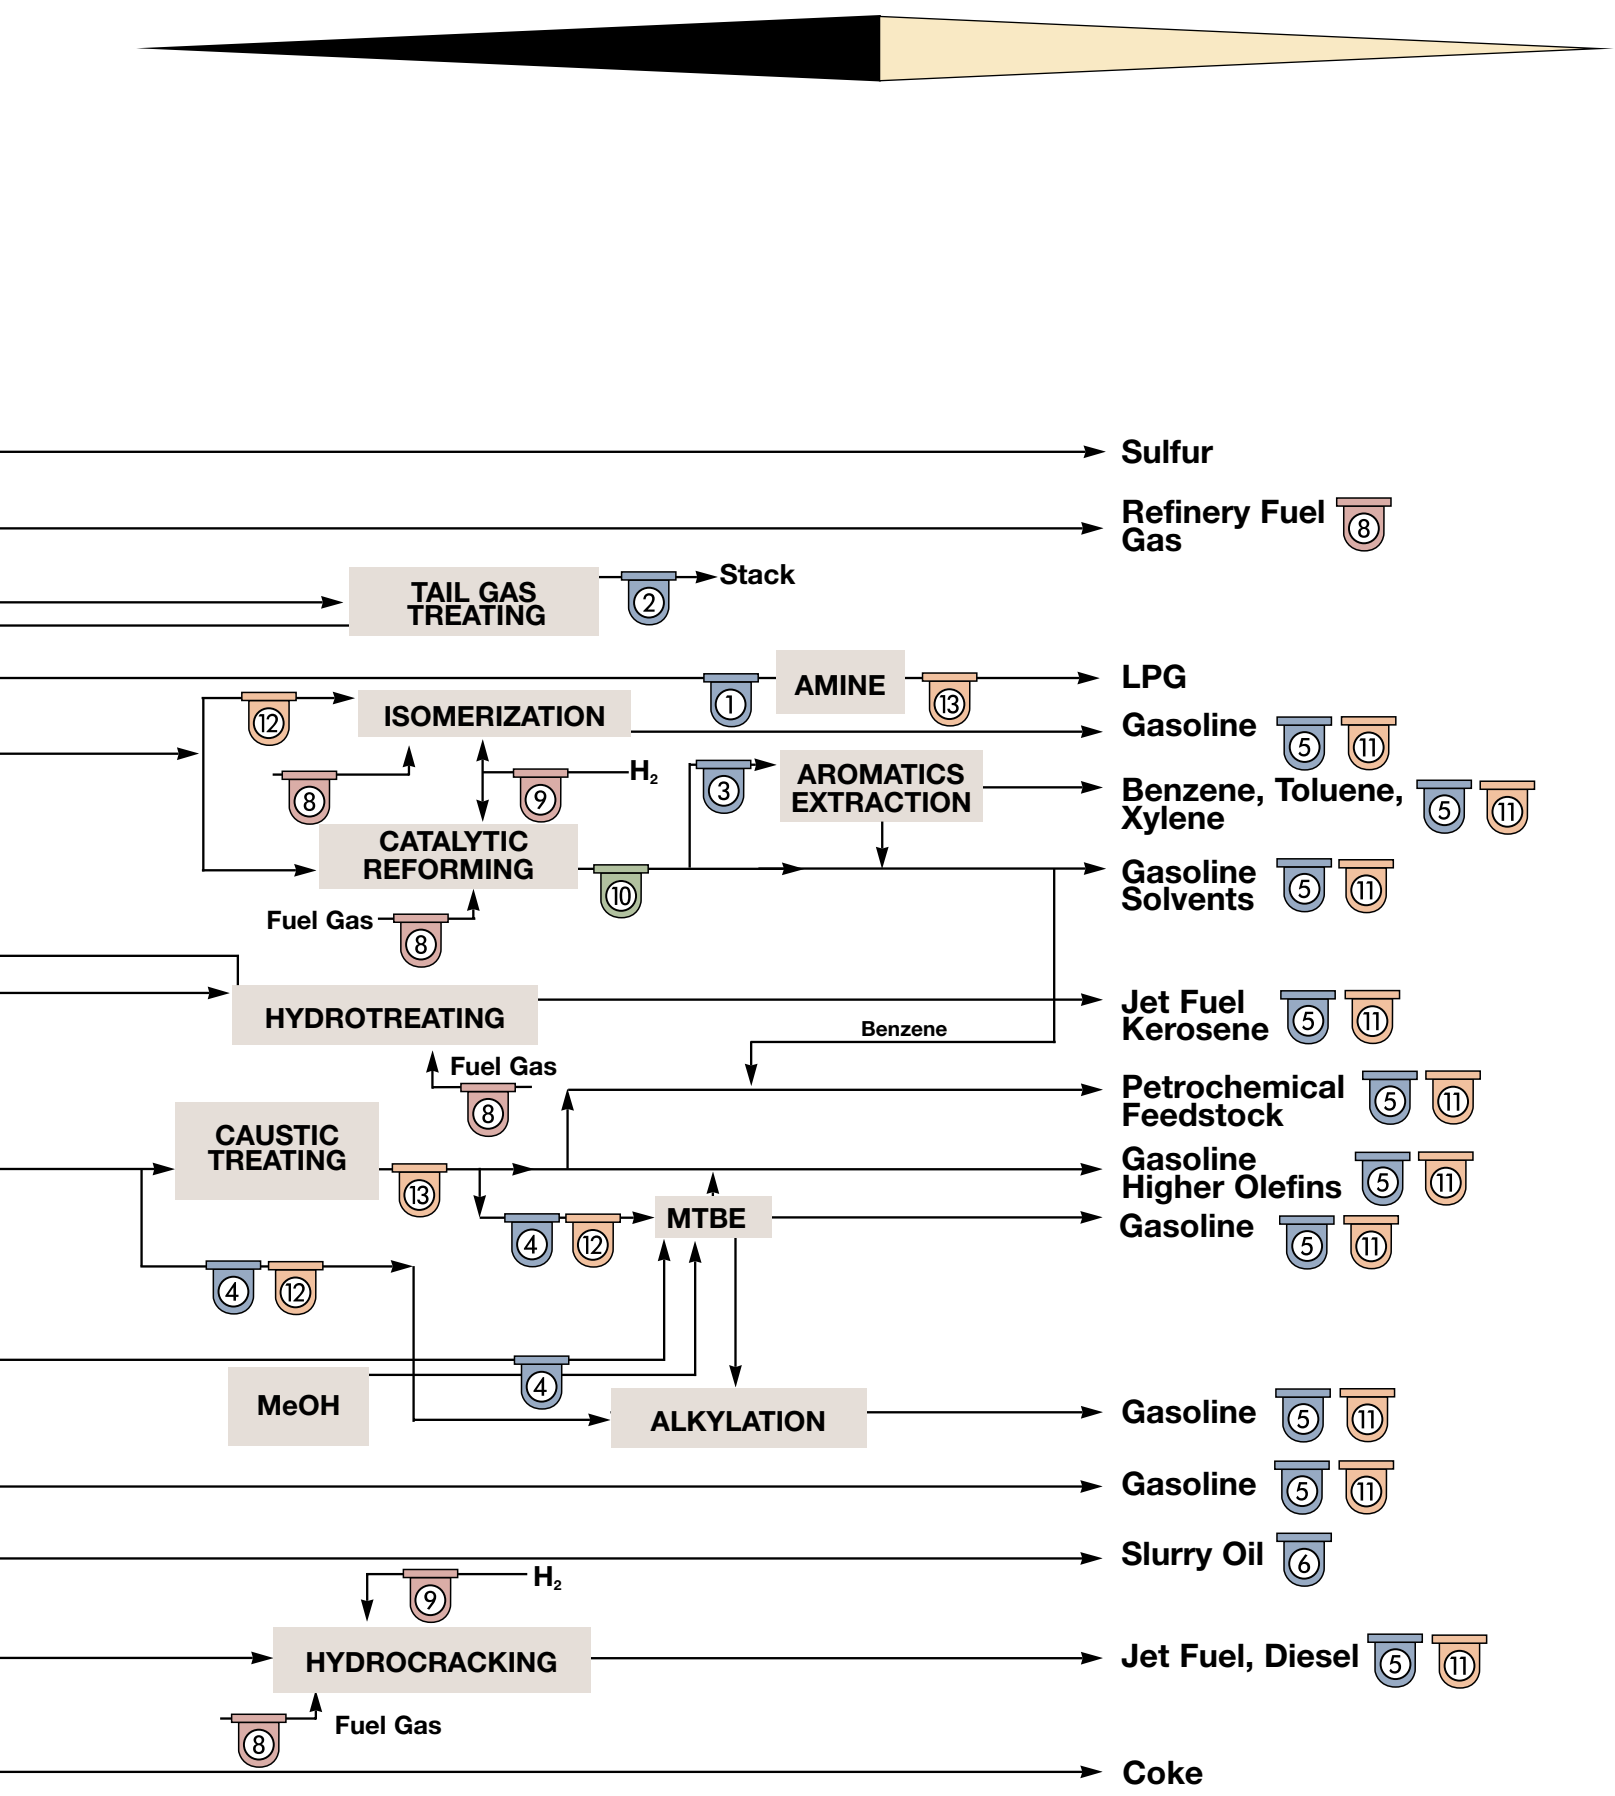 Sulfur
Refinery Fuel
Gas
8
TAIL GAS
TREATING
2
Stack
1
AMINE
13
LPG
12
ISOMERIZATION
Gasoline
5
11
8
9
H2
3
AROMATICS
EXTRACTION
Benzene, Toluene,
Xylene
5
11
CATALYTIC
REFORMING
10
Gasoline
Solvents
5
11
Fuel Gas
8
HYDROTREATING
Jet Fuel
Kerosene
5
11
Benzene
Fuel Gas
8
Petrochemical
Feedstock
5
11
CAUSTIC
TREATING
13
Gasoline
Higher Olefins
5
11
4
12
MTBE
Gasoline
5
11
4
12
4
MeOH
ALKYLATION
Gasoline
5
11
Gasoline
5
11
Slurry Oil
6
9
H2
HYDROCRACKING
Jet Fuel, Diesel
5
11
8
Fuel Gas
Coke